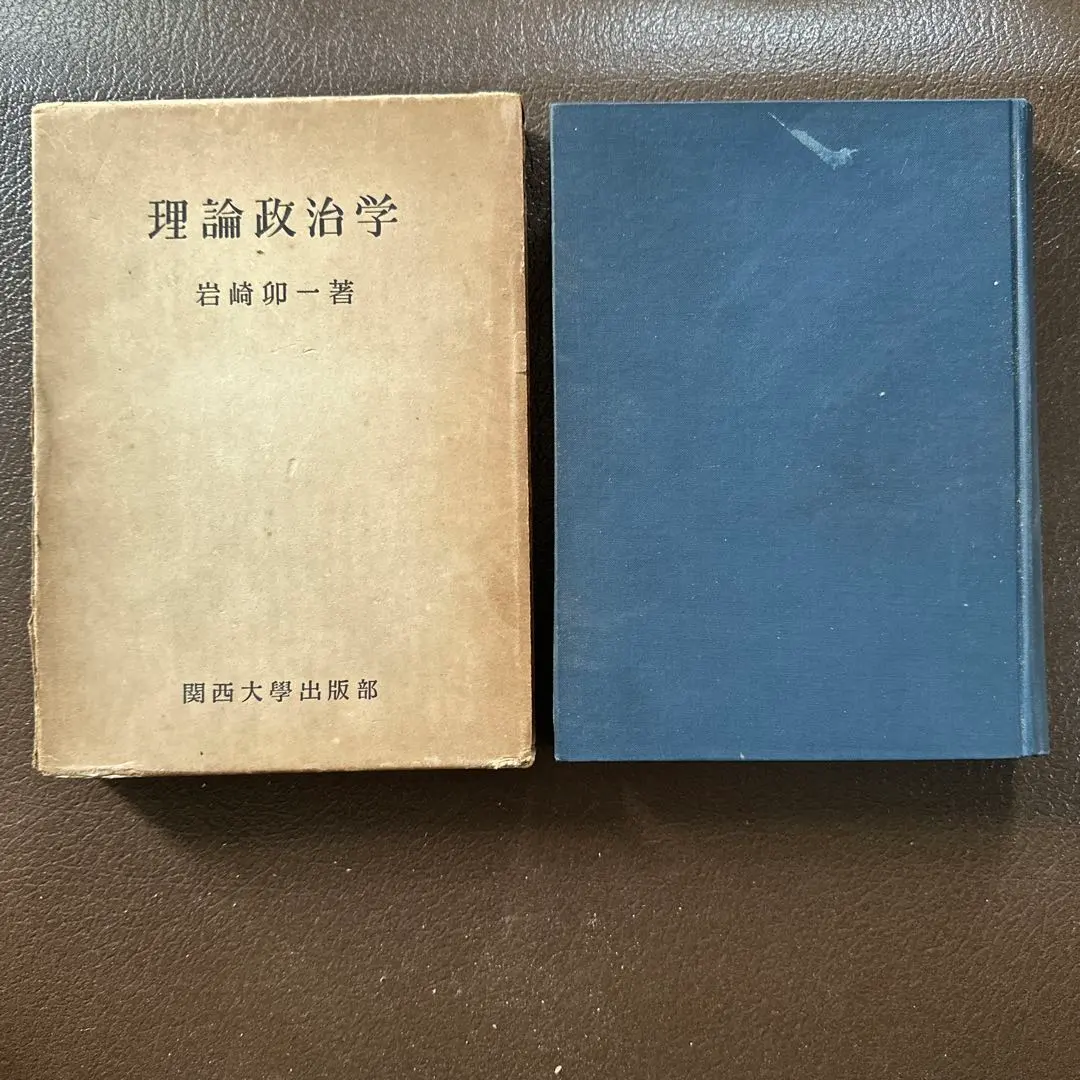 理論政治学
岩崎卯一著
関西大學出版部